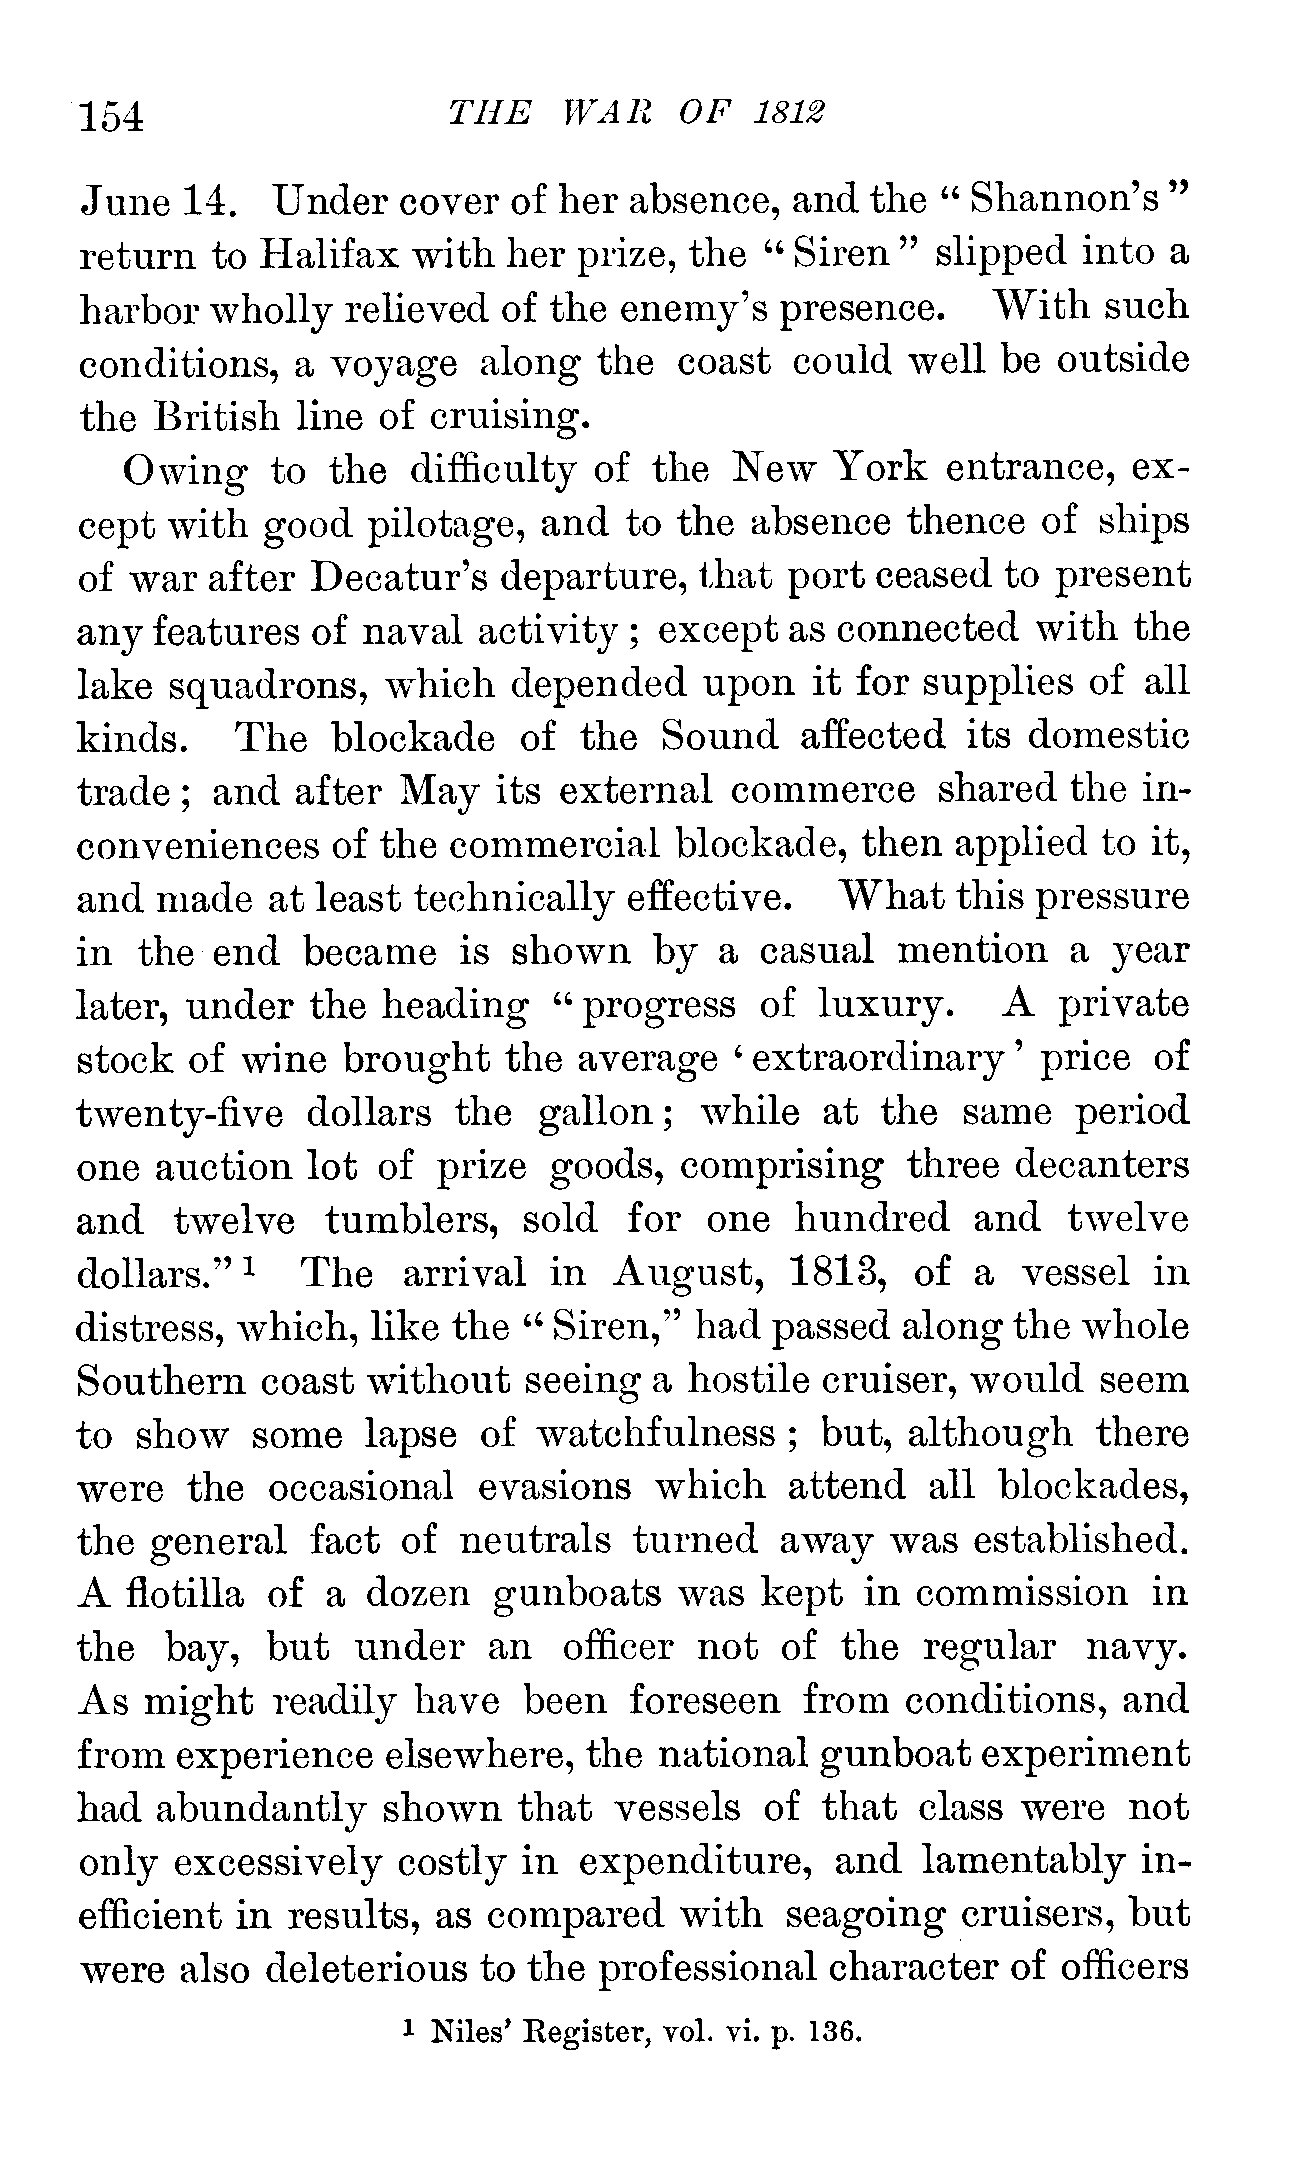 154 THE WAR OF 1812
June 14. Under cover of her absence, and the “ Shannon’s ”
return to Halifax with her prize, the “ Siren ” slipped into a
harbor wholly relieved of the enemy’s presence. With such
conditions, a voyage along the coast could well be outside
the British line of cruising.
Owing to the difficulty of the New York entrance, ex-
cept with good pilotage, and to the absence thence of ships
of war after Decatur’s departure, that port ceased to present
any features of naval activity ; except as connected with the
lake squadrons, which depended upon it for supplies of all
kinds. The blockade of the Sound affected its domestic
trade ; and after May its external commerce shared the in-
conveniences of the commercial blockade, then applied to it,
and made at least technically effective. What this pressure
in the end became is shown by a casual mention a year
later, under the heading “ progress of luxury. A private
stock of wine brought the average ‘ extraordinary ’ price of
twenty-five dollars the gallon ; while at the same period
one auction lot of prize goods, comprising three decanters
and twelve tumblers, sold for one hundred and twelve
dollars.” 1 The arrival in August, 1813, of a vessel in
distress, which, like the “ Siren,” had passed along the whole
Southern coast without seeing a hostile cruiser, would seem
to show some lapse of watchfulness ; but, although there
were the occasional evasions which attend all blockades,
the general fact of neutrals turned away was established.
A flotilla of a dozen gunboats was kept in commission in
the bay, but under an officer not of the regular navy.
As might readily have been foreseen from conditions, and
from experience elsewhere, the national gunboat experiment
had abundantly shown that vessels of that class were not
only excessively costly in expenditure, and lamentably in-
efficient in results, as compared with seagoing cruisers, but
were also deleterious to the professional character of officers
1 Niles’ Register, vol. vi. p. 136.